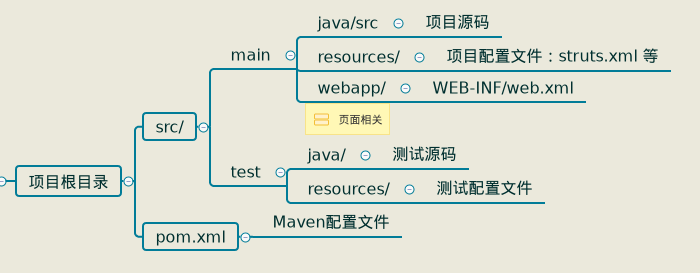 java/src 项目源码
main
resources/ 项目配置文件：struts.xml 等
webapp/ WEB-INF/web.xml
页面相关
src/
java/ 测试源码
test
项目根目录
resources/ 测试配置文件
Maven配置文件
pom.xml